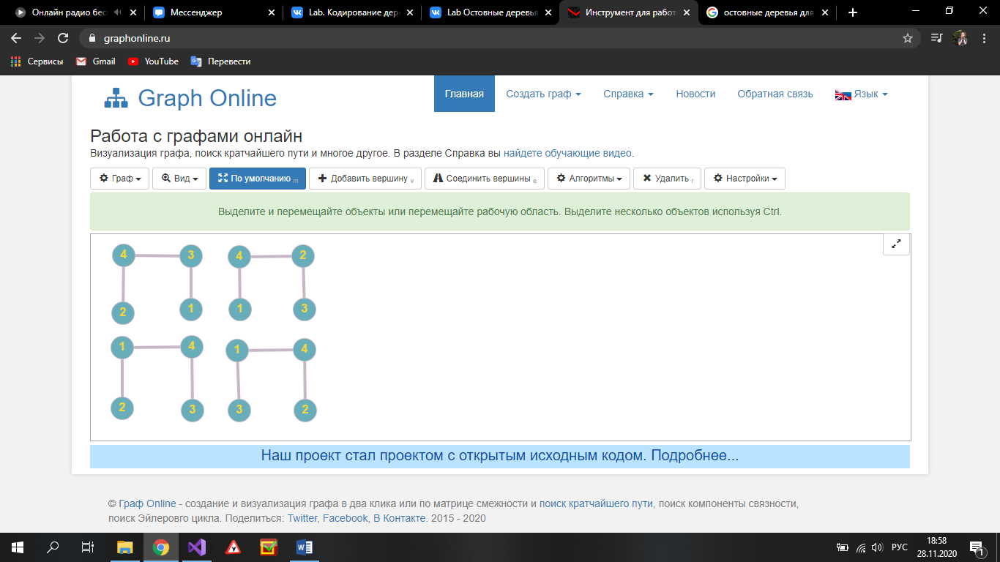 Онлайн радио бес
Мессенджер
Lab. Кодирование дер
Lab Остовные деревья
Инструмент для работ
остовные деревья для
graphonline.ru
Сервисы Gmail YouTube Перевести
Graph Online
Главная Создать граф Справка Новости Обратная связь Язык
Работа с графами онлайн
Визуализация графа, поиск кратчайшего пути и многое другое. В разделе Справка вы найдете обучающие видео.
Граф Вид По умолчанию m Добавить вершину v Соединить вершины e Алгоритмы Удалить r Настройки
Выделите и перемещайте объекты или перемещайте рабочую область. Выделите несколько объектов используя Ctrl.
4 3 4 2
2 1 1 3
1 4 1 4
2 3 3 2
Наш проект стал проектом с открытым исходным кодом. Подробнее...
© Граф Online - создание и визуализация графа в два клика или по матрице смежности и поиск кратчайшего пути, поиск компоненты связности,
поиск Эйлерового цикла. Поделиться: Twitter, Facebook, В Контакте. 2015 - 2020
РУС
18:58
28.11.2020
1